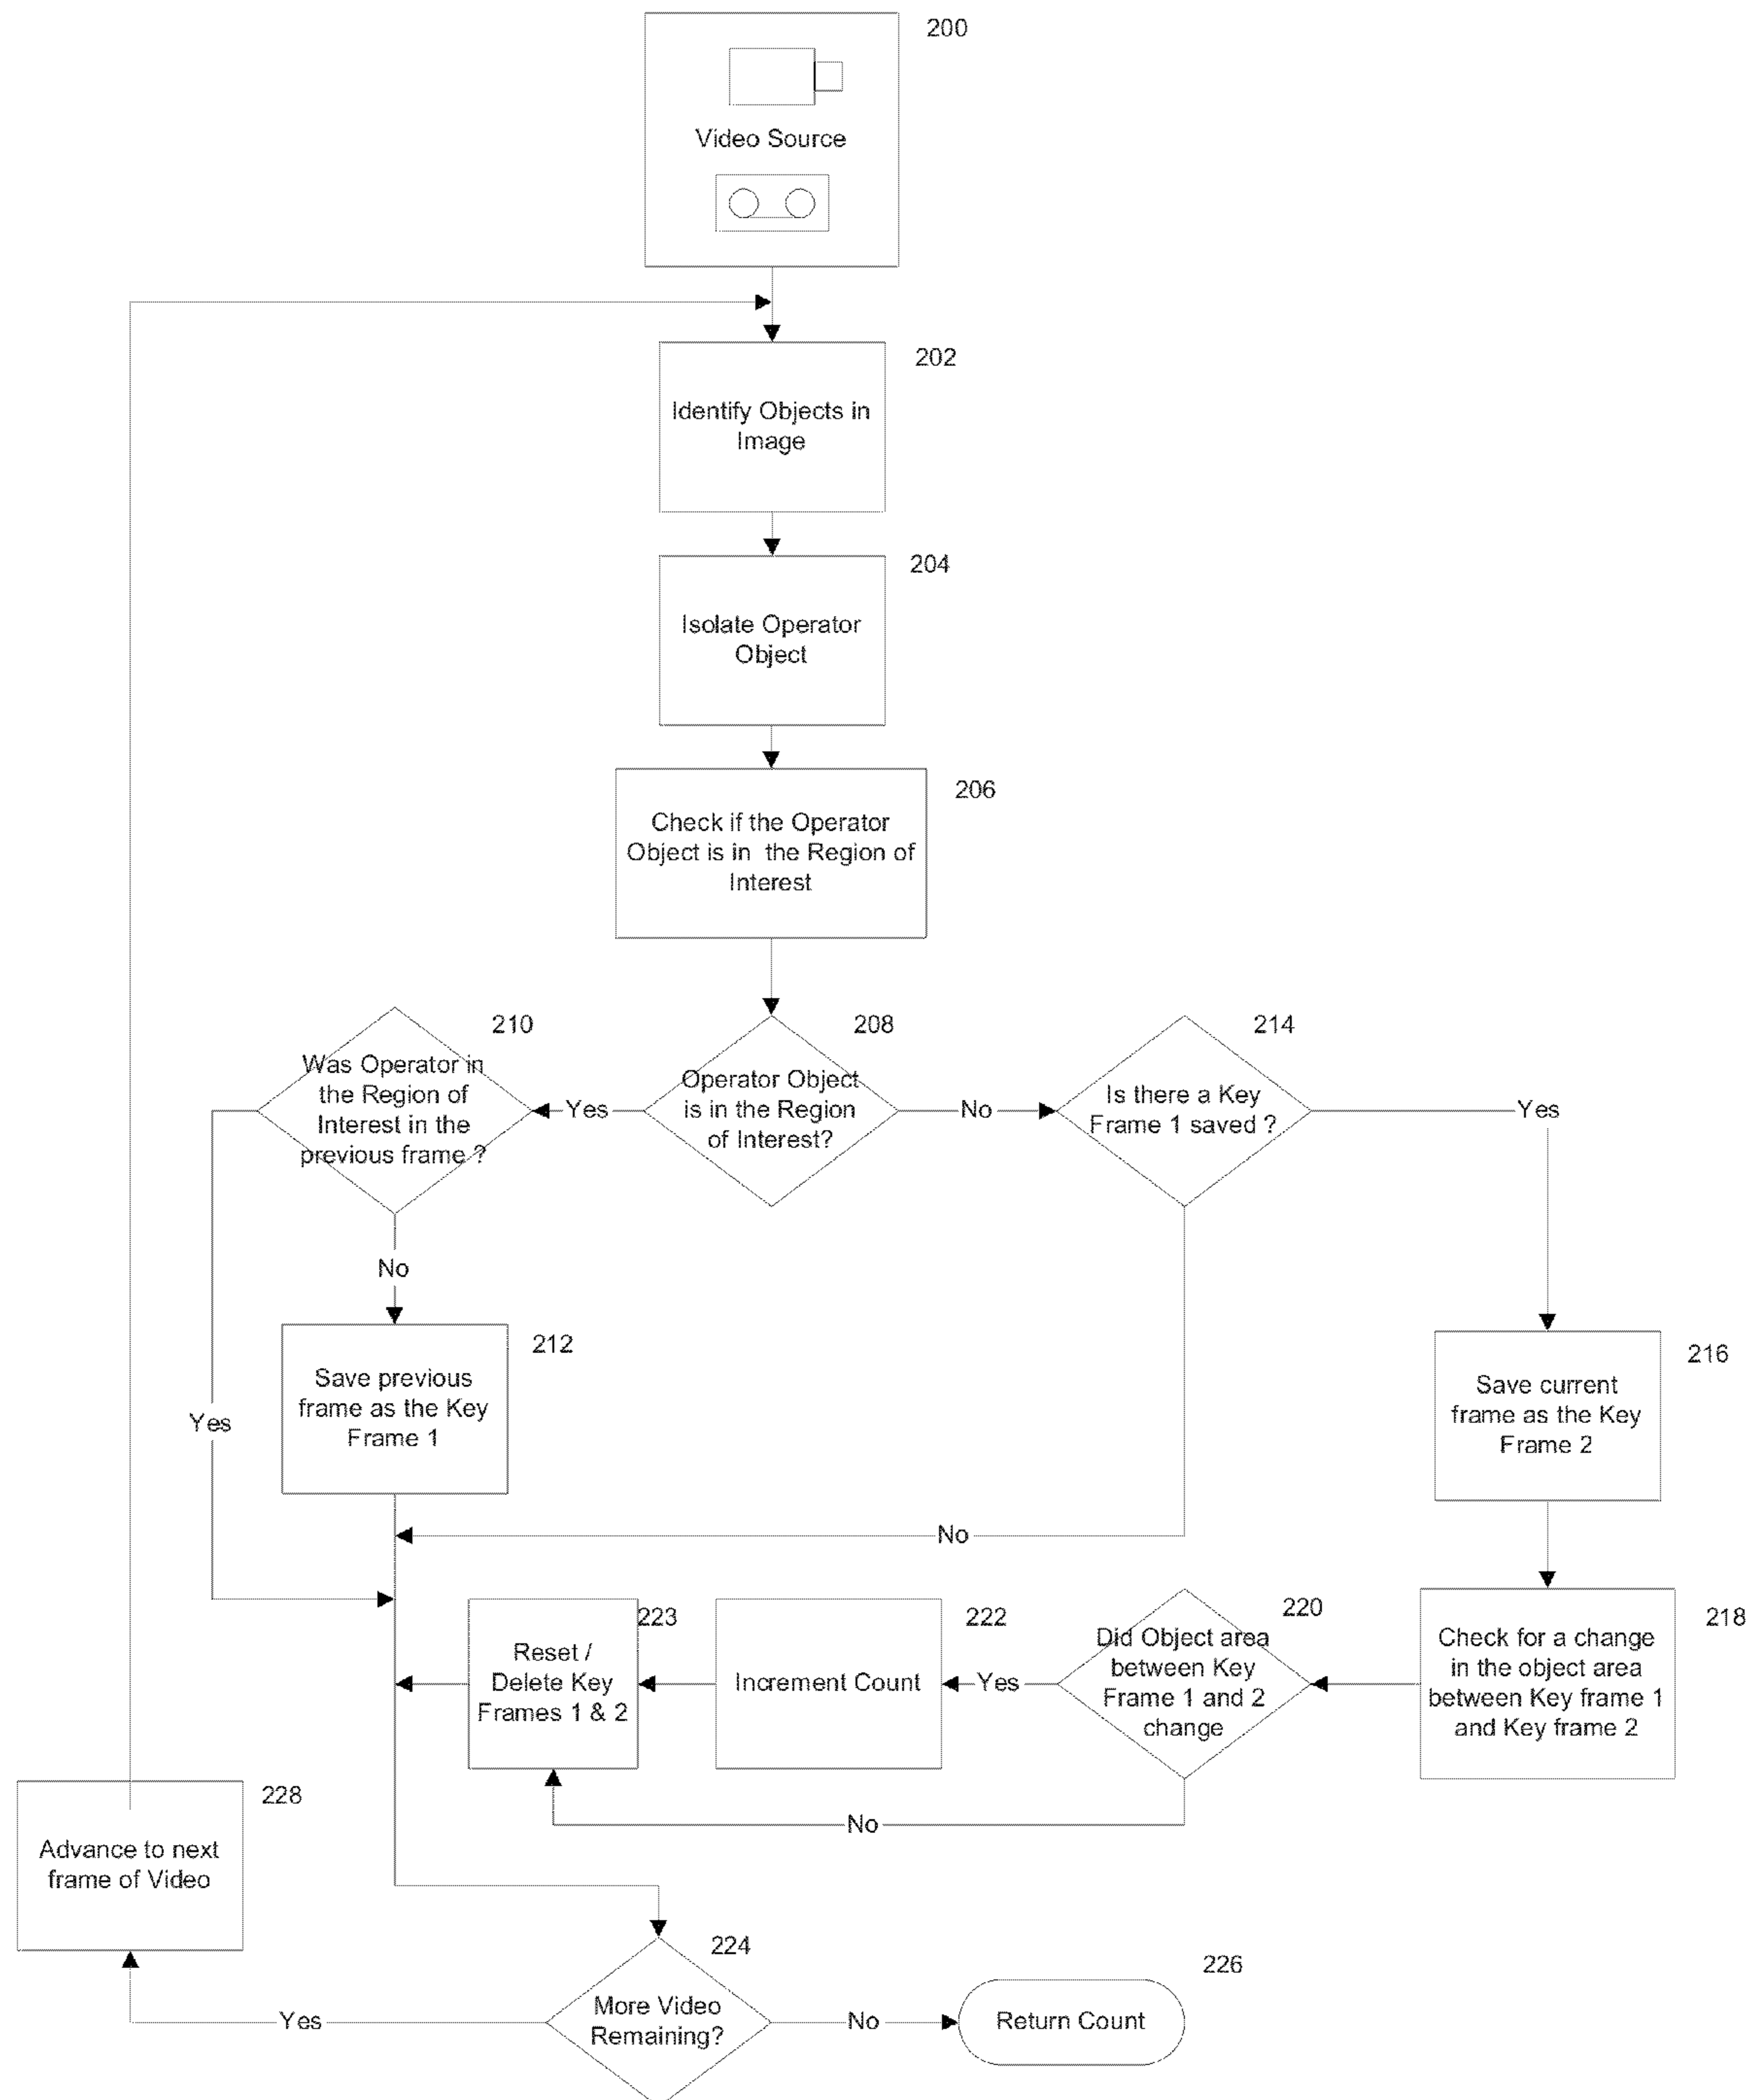 200
Video Source
202
Identify Objects in
Image
204
Isolate Operator
Object
206
Check if the Operator
Object is in the Region of
Interest
210
Was Operator in
the Region of
Interest in the
previous frame ?
Yes
208
Operator Object
is in the Region
of Interest?
No
214
Is there a Key
Frame 1 saved ?
Yes
No
212
Save previous
frame as the Key
Frame 1
Yes
216
Save current
frame as the Key
Frame 2
No
223
Reset /
Delete Key
Frames 1 & 2
222
Increment Count
Yes
220
Did Object area
between Key
Frame 1 and 2
change
218
Check for a change
in the object area
between Key frame 1
and Key frame 2
No
228
Advance to next
frame of Video
224
More Video
Remaining?
Yes
No
226
Return Count